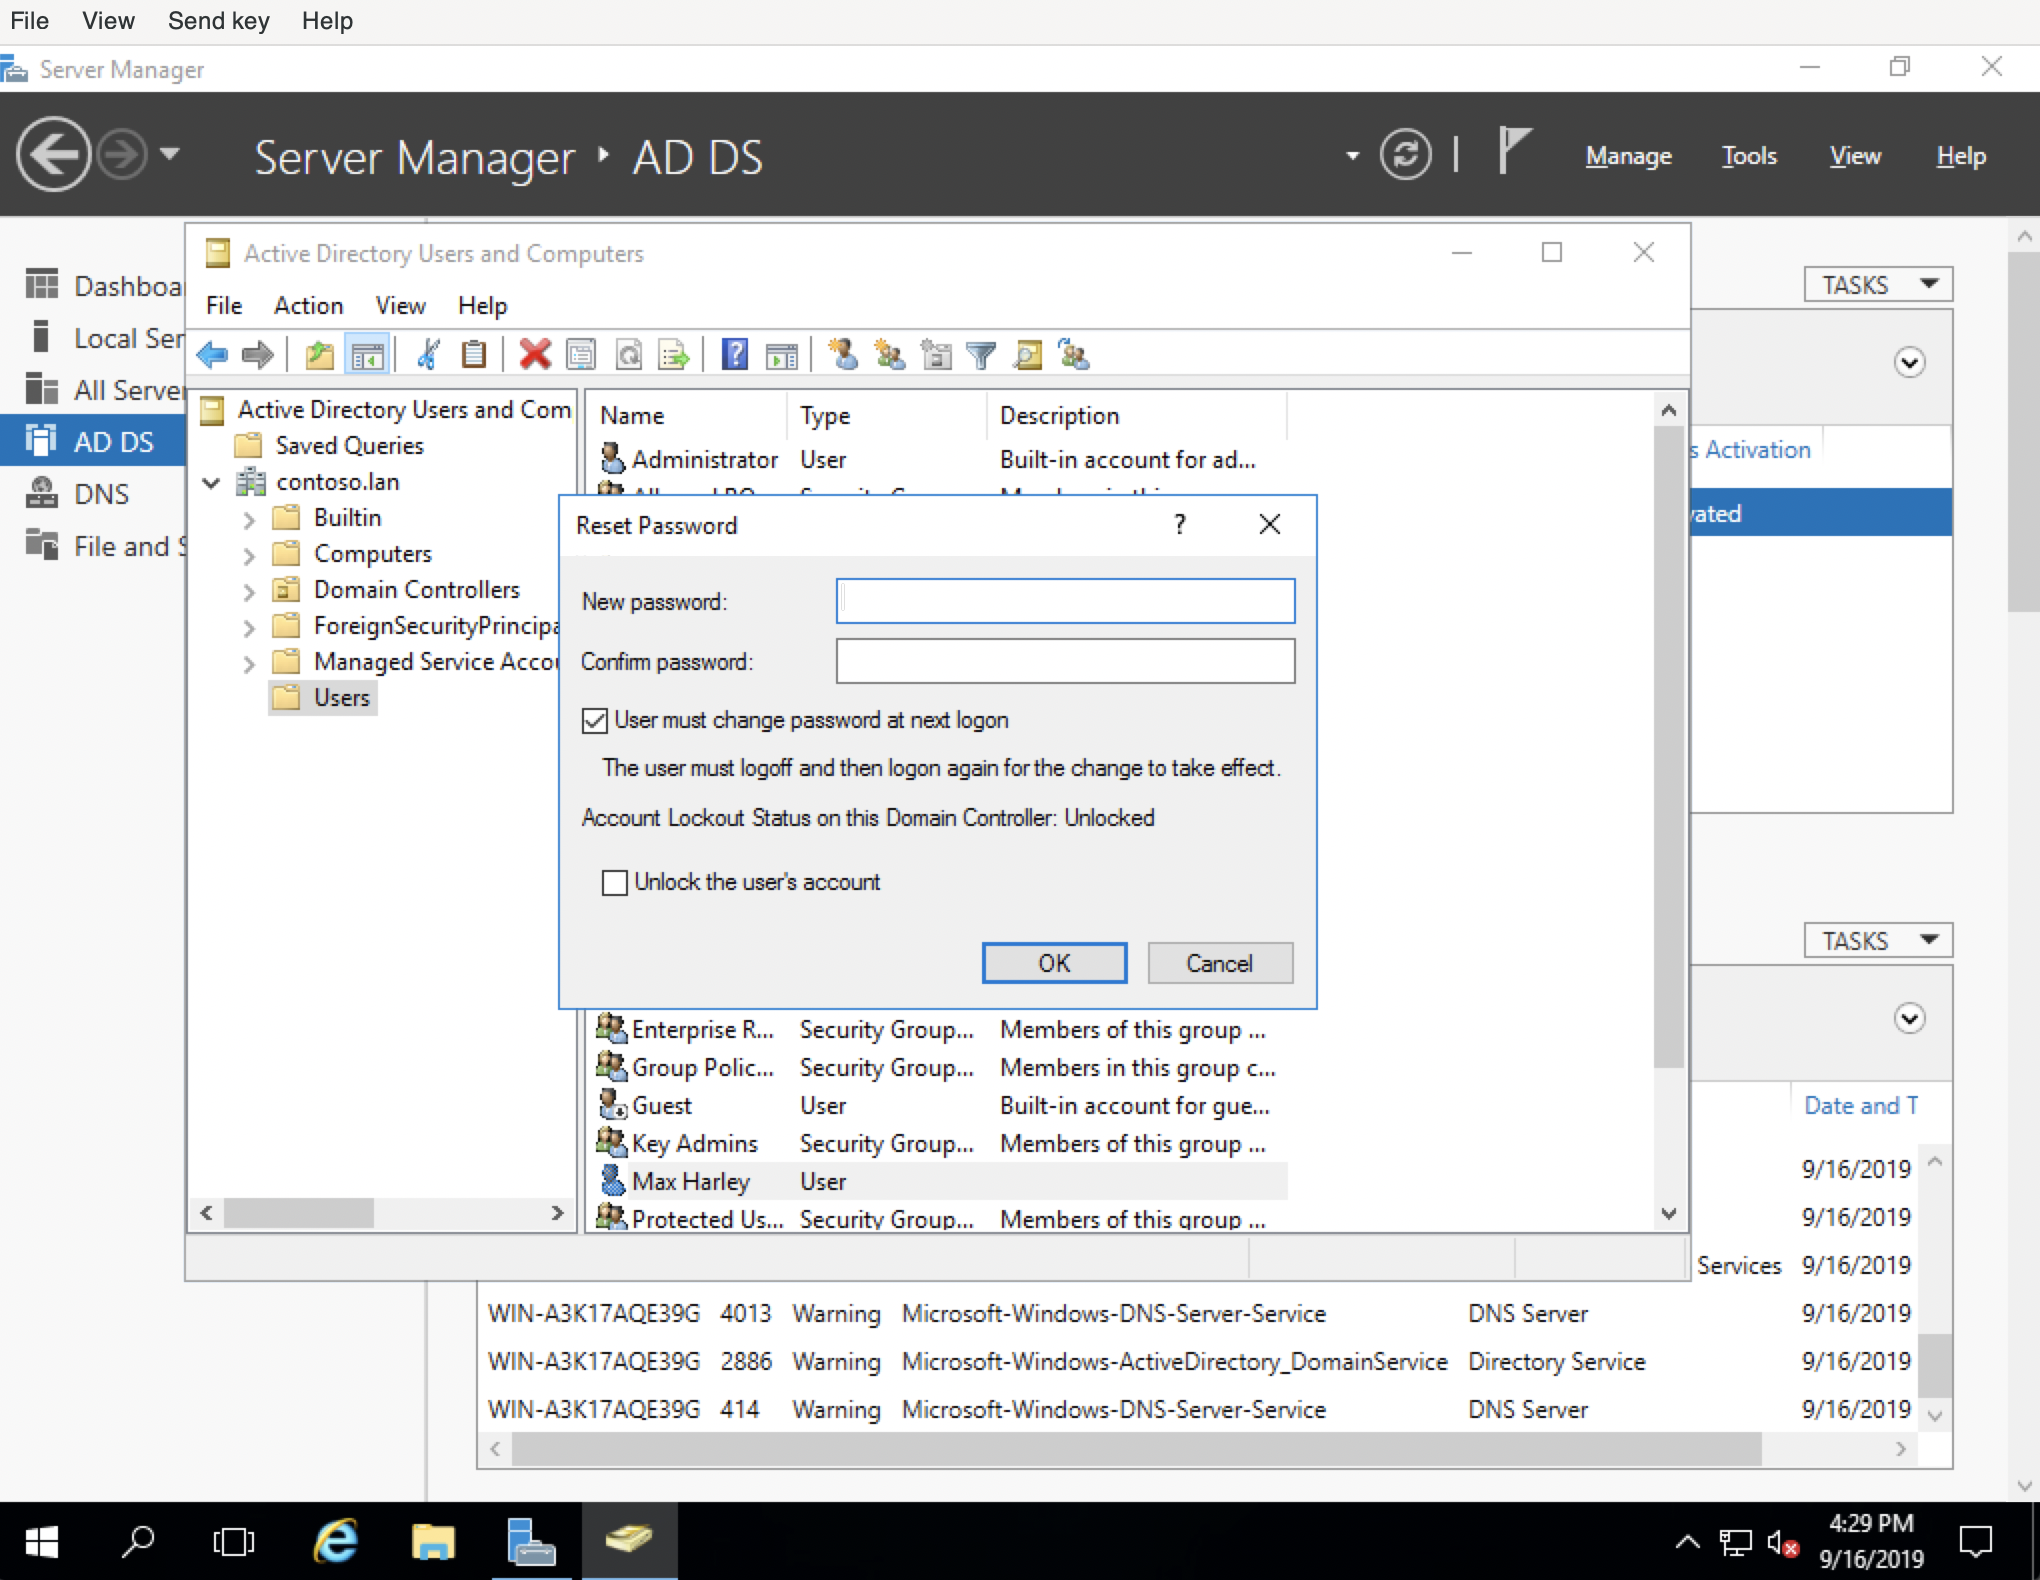 File View Send key Help
Server Manager
Server Manager AD DS
Manage Tools View Help
Dashboa
Local Ser
All Server
AD DS
DNS
File and S
Active Directory Users and Computers
File Action View Help
Active Directory Users and Com
Saved Queries
contoso.lan
Builtin
Computers
Domain Controllers
ForeignSecurityPrincipa
Managed Service Accou
Users
Name Type Description
Administrator User Built-in account for ad...
Reset Password ?
New password:
Confirm password:
User must change password at next logon
The user must logoff and then logon again for the change to take effect.
Account Lockout Status on this Domain Controller: Unlocked
Unlock the user's account
OK Cancel
Enterprise R... Security Group... Members of this group ...
Group Polic... Security Group... Members in this group c...
Guest User Built-in account for gue...
Key Admins Security Group... Members of this group ...
Max Harley User
Protected Us... Security Group... Members of this group ...
TASKS
s Activation
vated
TASKS
Date and T
9/16/2019
9/16/2019
Services 9/16/2019
WIN-A3K17AQE39G 4013 Warning Microsoft-Windows-DNS-Server-Service DNS Server 9/16/2019
WIN-A3K17AQE39G 2886 Warning Microsoft-Windows-ActiveDirectory_DomainService Directory Service 9/16/2019
WIN-A3K17AQE39G 414 Warning Microsoft-Windows-DNS-Server-Service DNS Server 9/16/2019
4:29 PM
9/16/2019